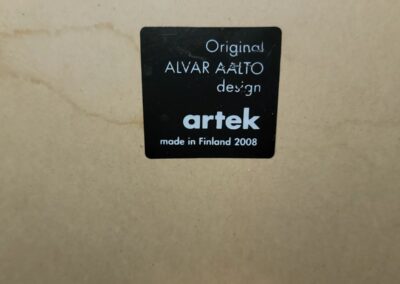 Original
ALVAR AALTO
design
artek
made in Finland 2008